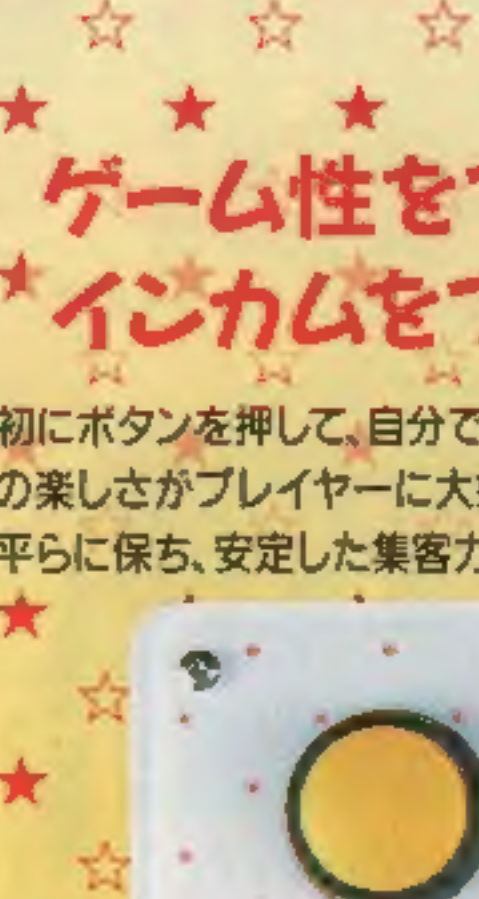 ゲーム性を
インカムを
初にボタンを押して、自分で
の楽しさがプレイヤーに大
平らに保ち、安定した集客力